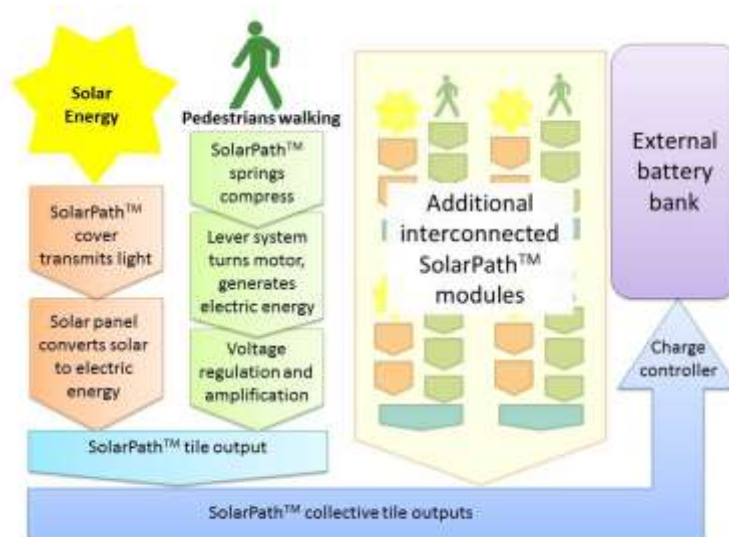 Solar
Energy
SolarPath™
cover
transmits light
Solar panel
converts solar
to electric
energy
Pedestrians walking
SolarPath™
springs
compress
Lever system
turns motor,
generates
electric energy
Voltage
regulation and
amplification
SolarPath™ tile output
Additional
interconnected
SolarPath™
modules
External
battery
bank
Charge
controller
SolarPath™ collective tile outputs